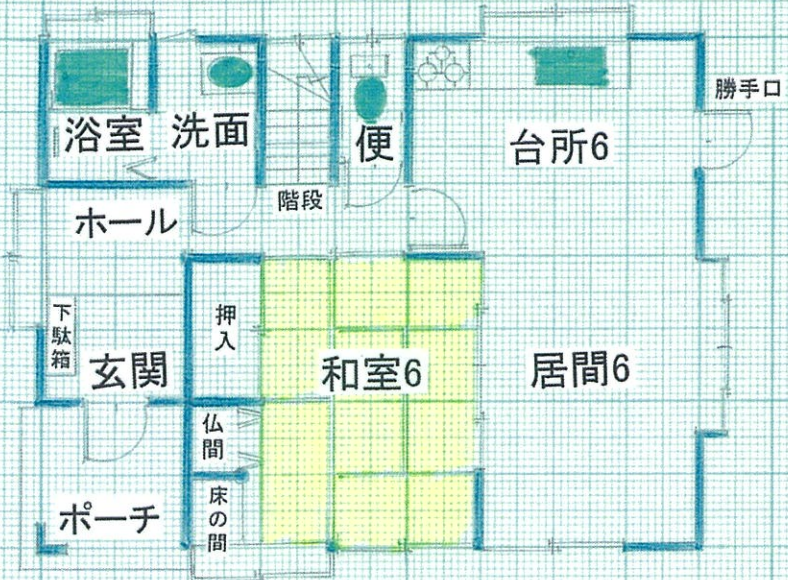 勝手口
浴室
洗面
便
台所6
階段
ホール
下駄箱
押入
玄関
和室6
居間6
仏間
ポーチ
床の間